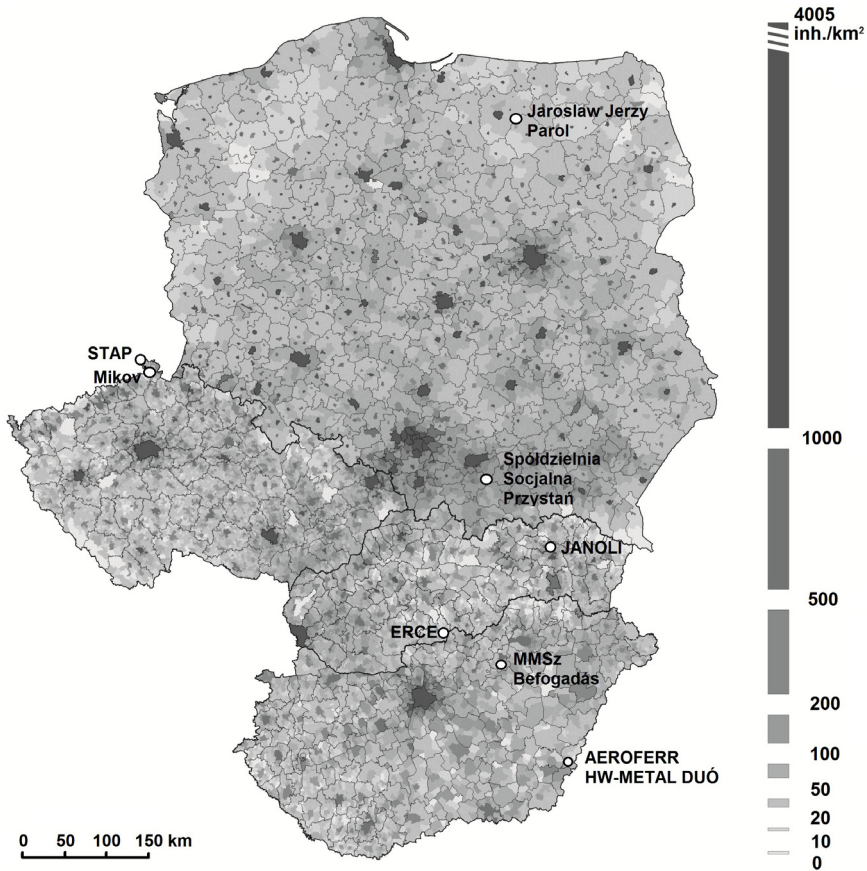 4005
inh./km²
Jaroslaw Jerzy
Parol
STAP
Mikov
1000
Spółdzielnia
Socjalna
Przystań
JANOLI
500
ERCE
MMSz
Befogadás
200
100
AEROFERR
HW-METAL DUÓ
50
20
10
0
0 50 100 150 km